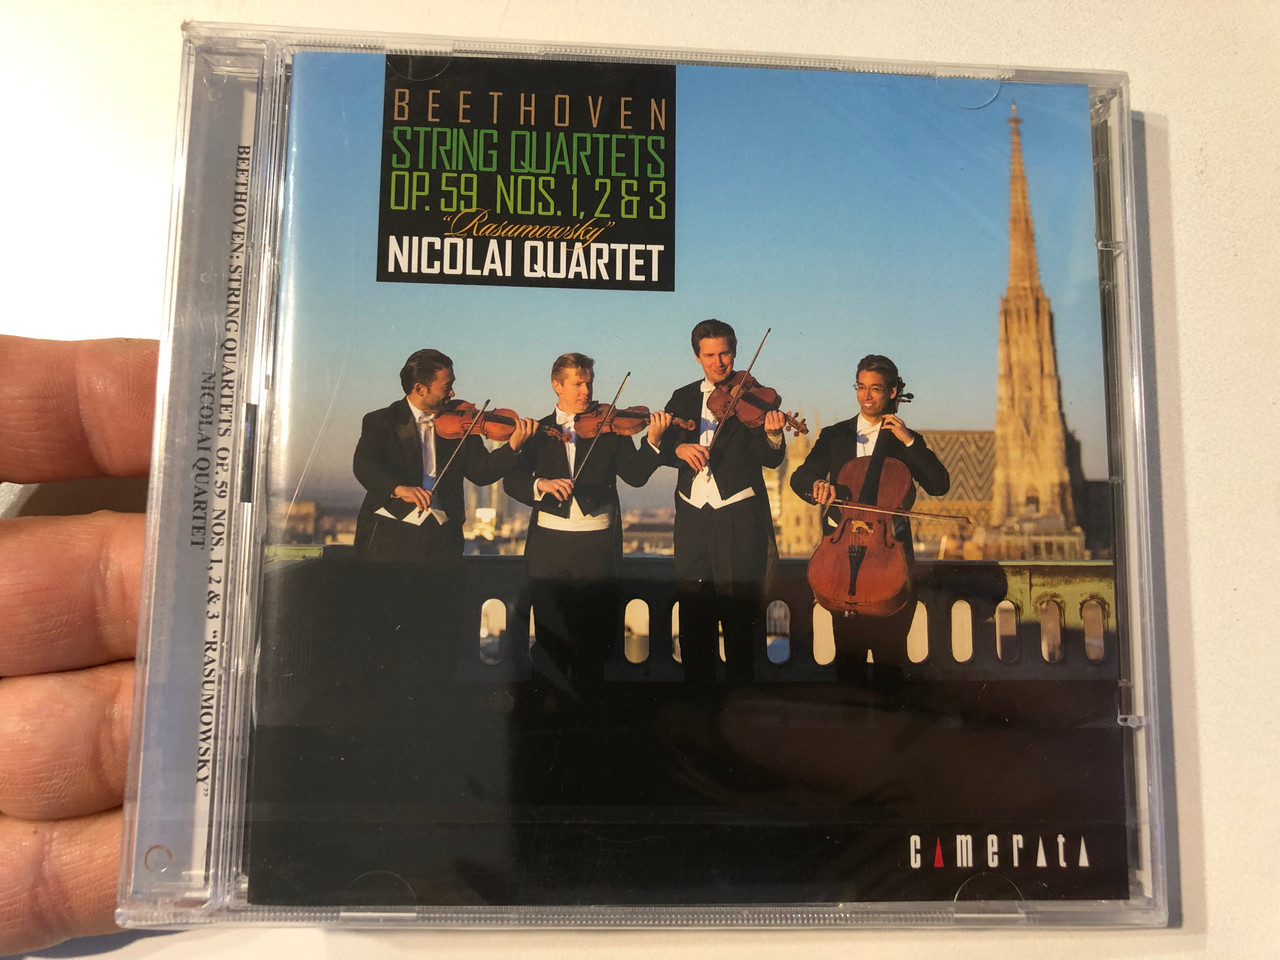 BEETHOVEN
STRING QUARTETS
OP. 59 NOS. 1, 2 & 3
“Rasumowsky”
NICOLAI QUARTET
camerata
BEETHOVEN: STRING QUARTETS OP. 59 NOS. 1, 2 & 3 “RASUMOWSKY”
NICOLAI QUARTET